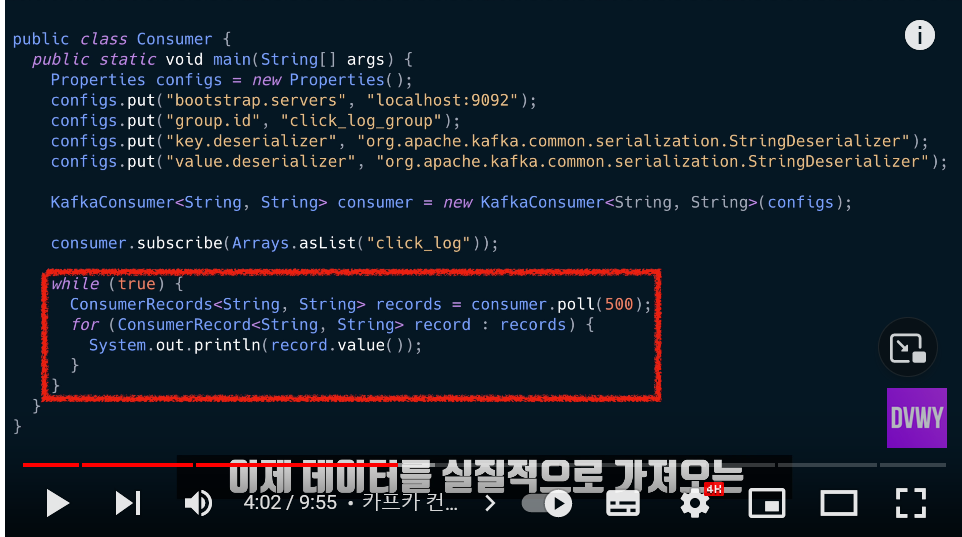 public class Consumer {
public static void main(String[] args) {
Properties configs = new Properties();
configs.put("bootstrap.servers", "localhost:9092");
configs.put("group.id", "click_log_group");
configs.put("key.deserializer", "org.apache.kafka.common.serialization.StringDeserializer");
configs.put("value.deserializer", "org.apache.kafka.common.serialization.StringDeserializer");
KafkaConsumer<String, String> consumer = new KafkaConsumer<String, String>(configs);
consumer.subscribe(Arrays.asList("click_log"));
while (true) {
ConsumerRecords<String, String> records = consumer.poll(500);
for (ConsumerRecord<String, String> record : records) {
System.out.println(record.value());
}
}
}
}
DVWY
이제 데이터를 실질적으로 가져오는
4:02 / 9:55 • 카프카 컨...
4K